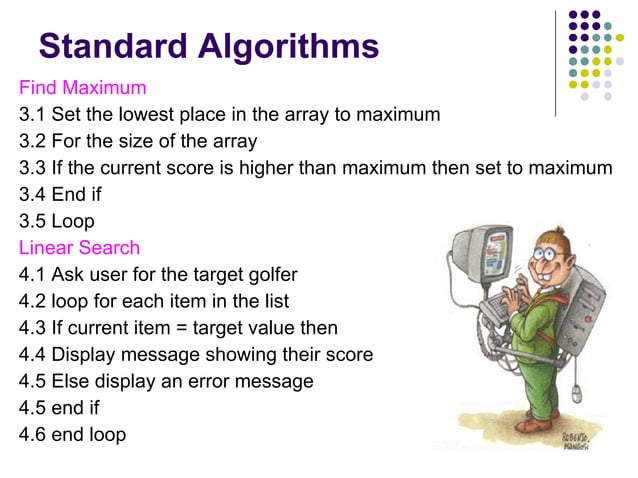 Standard Algorithms
Find Maximum
3.1 Set the lowest place in the array to maximum
3.2 For the size of the array
3.3 If the current score is higher than maximum then set to maximum
3.4 End if
3.5 Loop
Linear Search
4.1 Ask user for the target golfer
4.2 loop for each item in the list
4.3 If current item = target value then
4.4 Display message showing their score
4.5 Else display an error message
4.5 end if
4.6 end loop
ROBERTO
MANGOSI